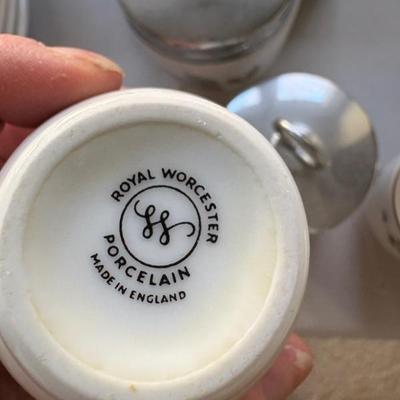 ROYAL WORCESTER
PORCELAIN
MADE IN ENGLAND